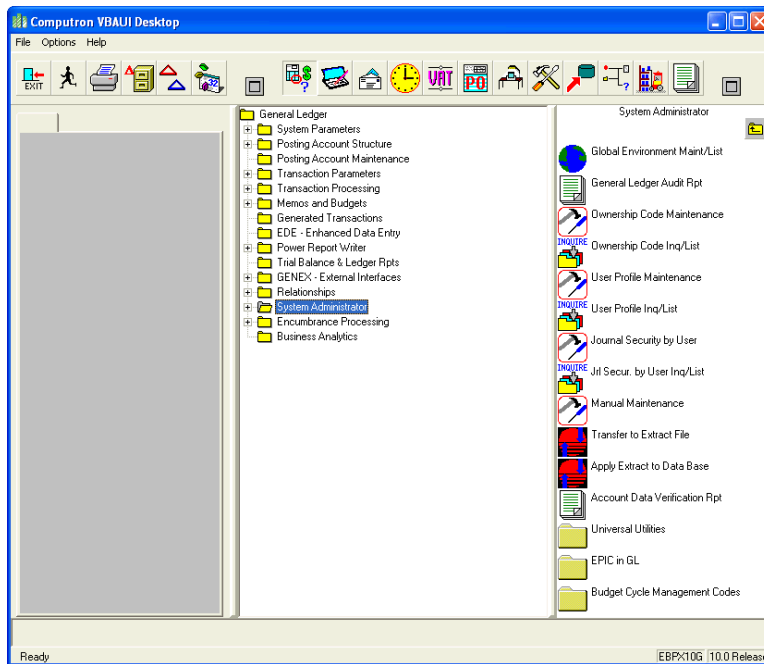 Computron VBAUI Desktop
File Options Help
EXIT
VAT
PO
General Ledger
System Parameters
Posting Account Structure
Posting Account Maintenance
Transaction Parameters
Transaction Processing
Memos and Budgets
Generated Transactions
EDE - Enhanced Data Entry
Power Report Writer
Trial Balance & Ledger Rpts
GENEX - External Interfaces
Relationships
System Administrator
Encumbrance Processing
Business Analytics
System Administrator
Global Environment Maint/List
General Ledger Audit Rpt
Ownership Code Maintenance
INQUIRE
Ownership Code Inq/List
User Profile Maintenance
INQUIRE
User Profile Inq/List
Journal Security by User
INQUIRE
Jrl Secur. by User Inq/List
Manual Maintenance
Transfer to Extract File
Apply Extract to Data Base
Account Data Verification Rpt
Universal Utilities
EPIC in GL
Budget Cycle Management Codes
Ready
EBPX10G 10.0 Release